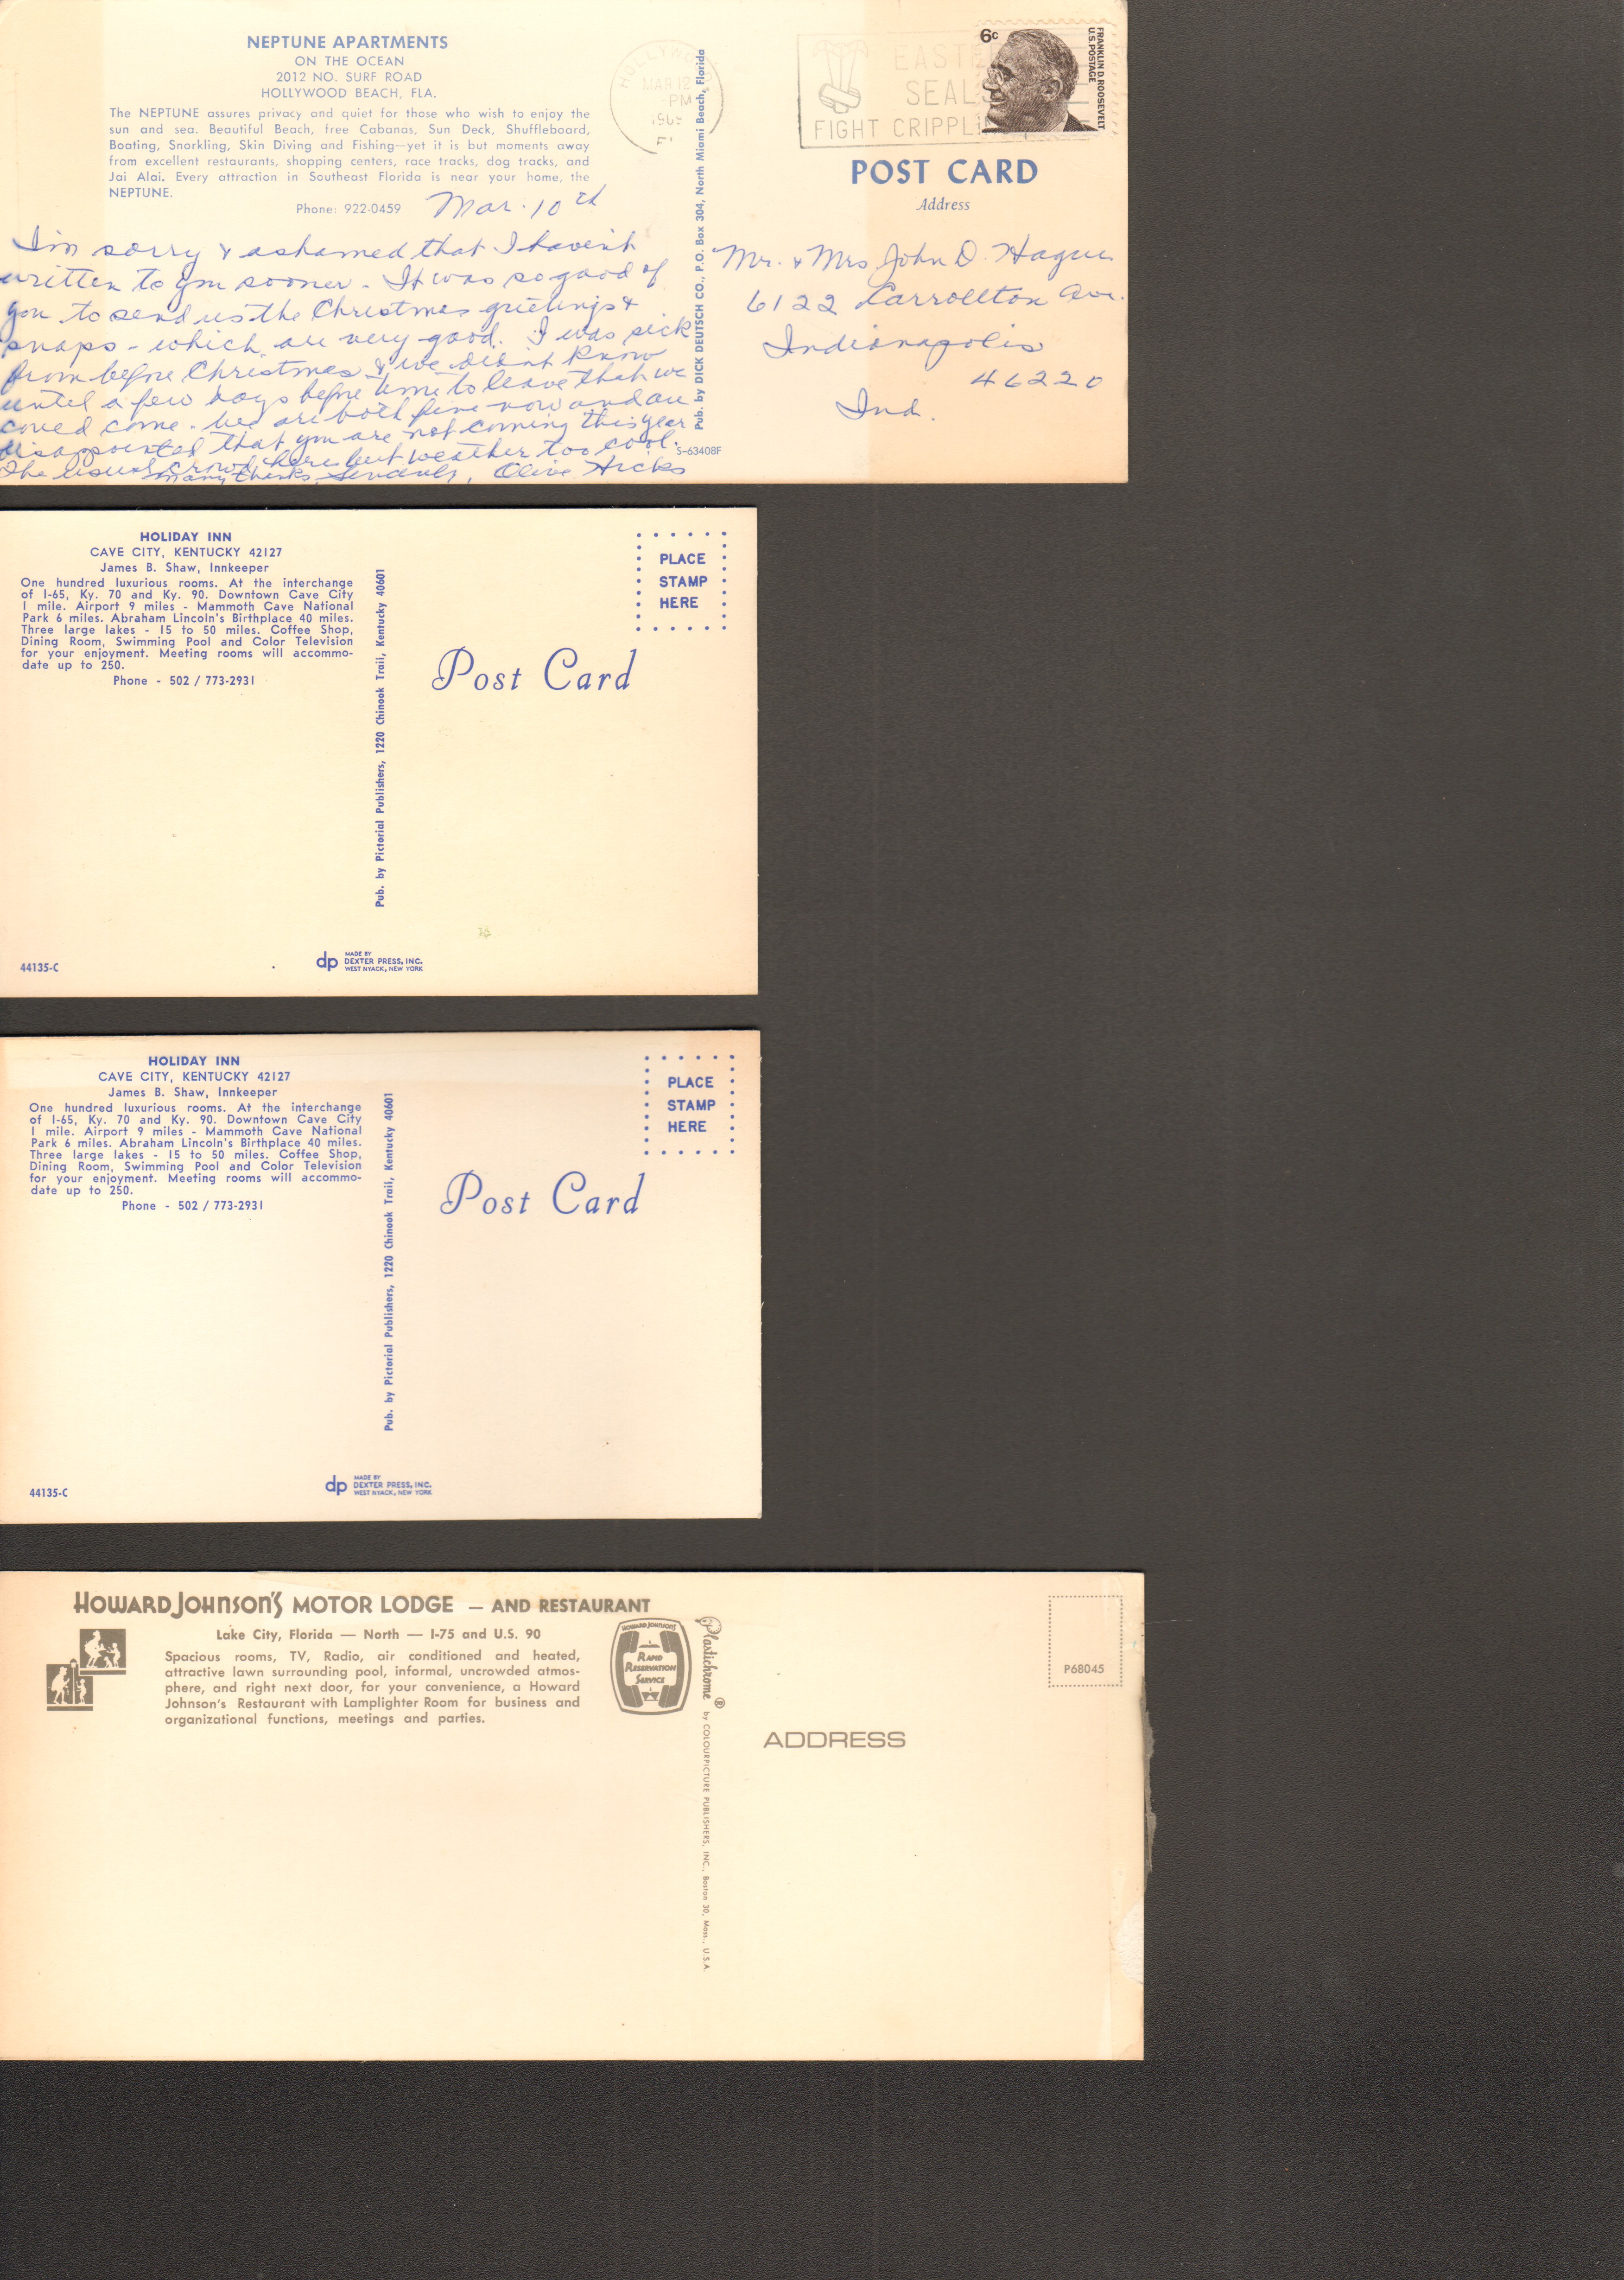 NEPTUNE APARTMENTS
ON THE OCEAN
2012 NO. SURF ROAD
HOLLYWOOD BEACH, FLA.
The NEPTUNE assures privacy and quiet for those who wish to enjoy the
sun and sea. Beautiful Beach, free Cabanas, Sun Deck, Shuffleboard,
Boating, Snorkling, Skin Diving and Fishing—yet it is but moments away
from excellent restaurants, shopping centers, race tracks, dog tracks, and
Jai Alai. Every attraction in Southeast Florida is near your home, the
NEPTUNE.
Phone: 922-0459
Mar. 10
I'm sorry & ashamed that I haven't
written to you sooner - It was so good of
you to send us the Christmas greetings &
snaps - which are very good. I was sick
from before Christmas & we didnt know
until a few days before time to leave that we
could come. We are both fine now and are
disappointed that you are not coming this year
The usual crowd here but weather too cool.
Many thanks Sincerely, Olive Hicks
S-63408F
Pub. by DICK DEUTSCH CO., P.O. Box 304, North Miami Beach, Florida
HOLLYWOOD
MAR 12
PM
EASTE
SEALS
FIGHT CRIPPLIN
6c
FRANKLIN D. ROOSEVELT
U.S. POSTAGE
POST CARD
Address
Mr. & Mrs John D. Hague
6122 Carrollton Ave.
Indianapolis
46220
Ind.
HOLIDAY INN
CAVE CITY, KENTUCKY 42127
James B. Shaw, Innkeeper
One hundred luxurious rooms. At the interchange
of I-65, Ky. 70 and Ky. 90. Downtown Cave City
1 mile. Airport 9 miles - Mammoth Cave National
Park 6 miles. Abraham Lincoln's Birthplace 40 miles.
Three large lakes - 15 to 50 miles. Coffee Shop,
Dining Room, Swimming Pool and Color Television
for your enjoyment. Meeting rooms will accommo-
date up to 250.
Phone - 502 / 773-2931
Pub. by Pictorial Publishers, 1220 Chinook Trail, Kentucky 40601
PLACE
STAMP
HERE
Post Card
44135-C
dp
MADE BY
DEXTER PRESS, INC.
WEST NYACK, NEW YORK
HOLIDAY INN
CAVE CITY, KENTUCKY 42127
James B. Shaw, Innkeeper
One hundred luxurious rooms. At the interchange
of I-65, Ky. 70 and Ky. 90. Downtown Cave City
1 mile. Airport 9 miles - Mammoth Cave National
Park 6 miles. Abraham Lincoln's Birthplace 40 miles.
Three large lakes - 15 to 50 miles. Coffee Shop,
Dining Room, Swimming Pool and Color Television
for your enjoyment. Meeting rooms will accommo-
date up to 250.
Phone - 502 / 773-2931
Pub. by Pictorial Publishers, 1220 Chinook Trail, Kentucky 40601
PLACE
STAMP
HERE
Post Card
44135-C
dp
MADE BY
DEXTER PRESS, INC.
WEST NYACK, NEW YORK
HOWARD JOHNSON'S MOTOR LODGE — AND RESTAURANT
Lake City, Florida — North — I-75 and U.S. 90
Spacious rooms, TV, Radio, air conditioned and heated,
attractive lawn surrounding pool, informal, uncrowded atmos-
phere, and right next door, for your convenience, a Howard
Johnson's Restaurant with Lamplighter Room for business and
organizational functions, meetings and parties.
HOWARD JOHNSON'S
RAPID
RESERVATION
SERVICE
Plastichrome ® by COLOURPICTURE PUBLISHERS, INC., Boston 30, Mass., U.S.A.
P68045
ADDRESS